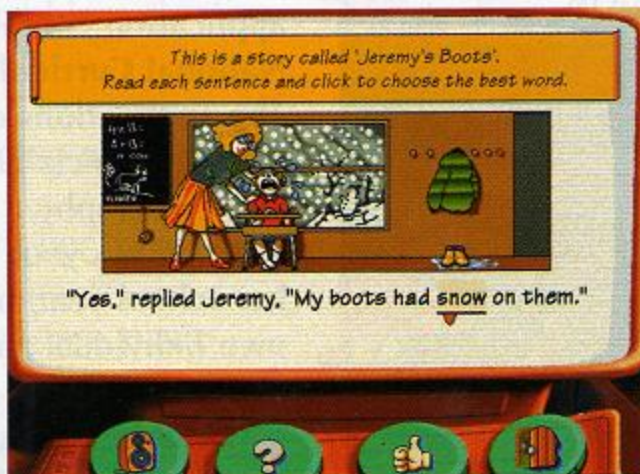 This is a story called 'Jeremy's Boots'.
Read each sentence and click to choose the best word.
"Yes," replied Jeremy, "My boots had snow on them."
?